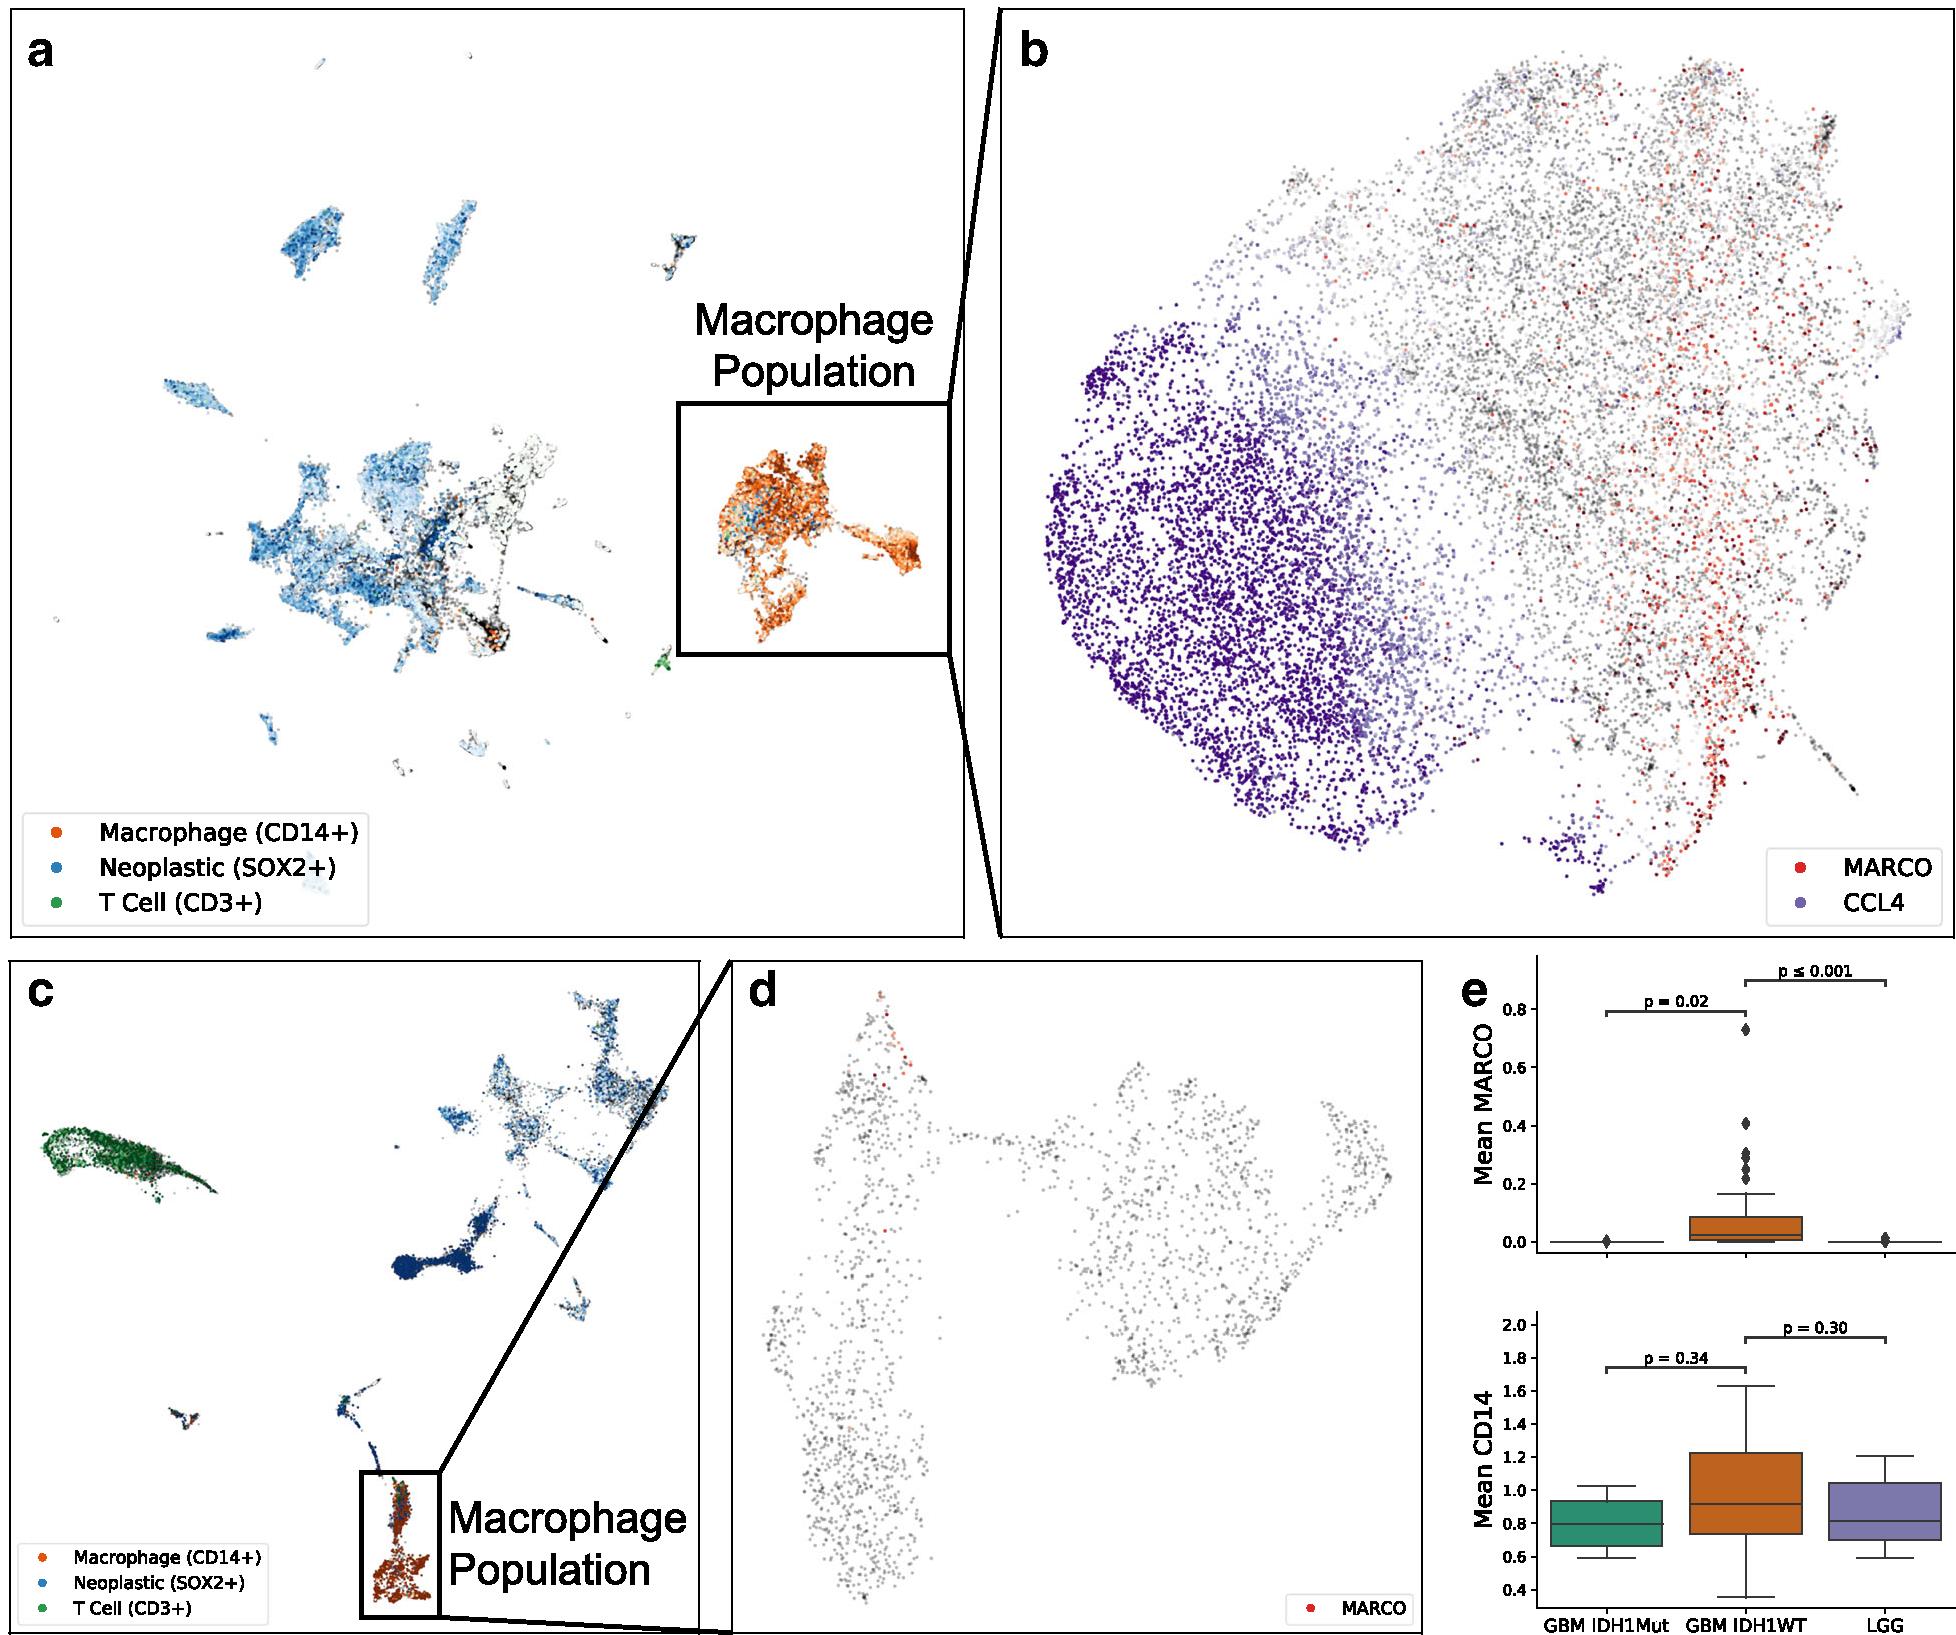 a
Macrophage
Population
Macrophage (CD14+)
Neoplastic (SOX2+)
T Cell (CD3+)
b
MARCO
CCL4
c
Macrophage
Population
Macrophage (CD14+)
Neoplastic (SOX2+)
T Cell (CD3+)
d
MARCO
e
p ≤ 0.001
p = 0.02
Mean MARCO
0.8
0.6
0.4
0.2
0.0
p = 0.30
p = 0.34
Mean CD14
2.0
1.8
1.6
1.4
1.2
1.0
0.8
0.6
0.4
GBM IDH1Mut GBM IDH1WT LGG